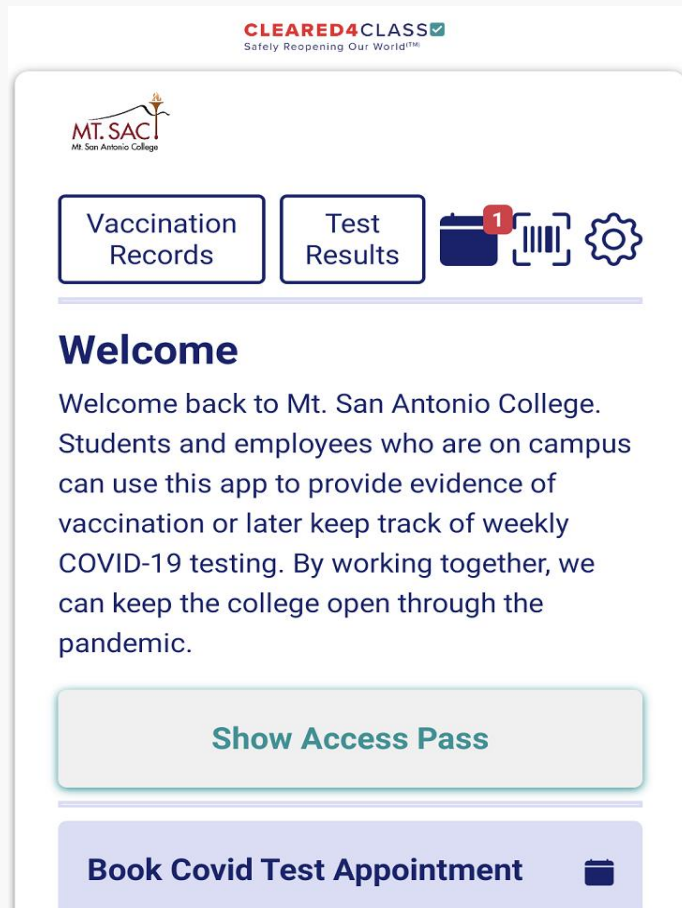 CLEARED4CLASS
Safely Reopening Our World(TM)
MT. SAC
Mt. San Antonio College
Vaccination
Records
Test
Results
1
Welcome
Welcome back to Mt. San Antonio College.
Students and employees who are on campus
can use this app to provide evidence of
vaccination or later keep track of weekly
COVID-19 testing. By working together, we
can keep the college open through the
pandemic.
Show Access Pass
Book Covid Test Appointment